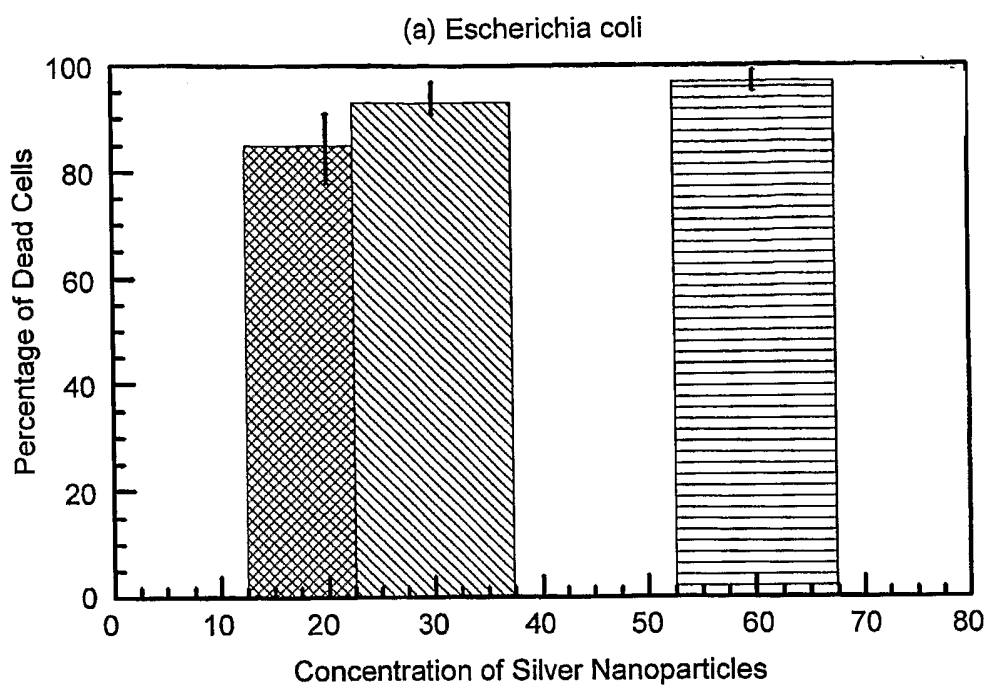 (a) Escherichia coli
100
80
60
40
20
0
Percentage of Dead Cells
0 10 20 30 40 50 60 70 80
Concentration of Silver Nanoparticles